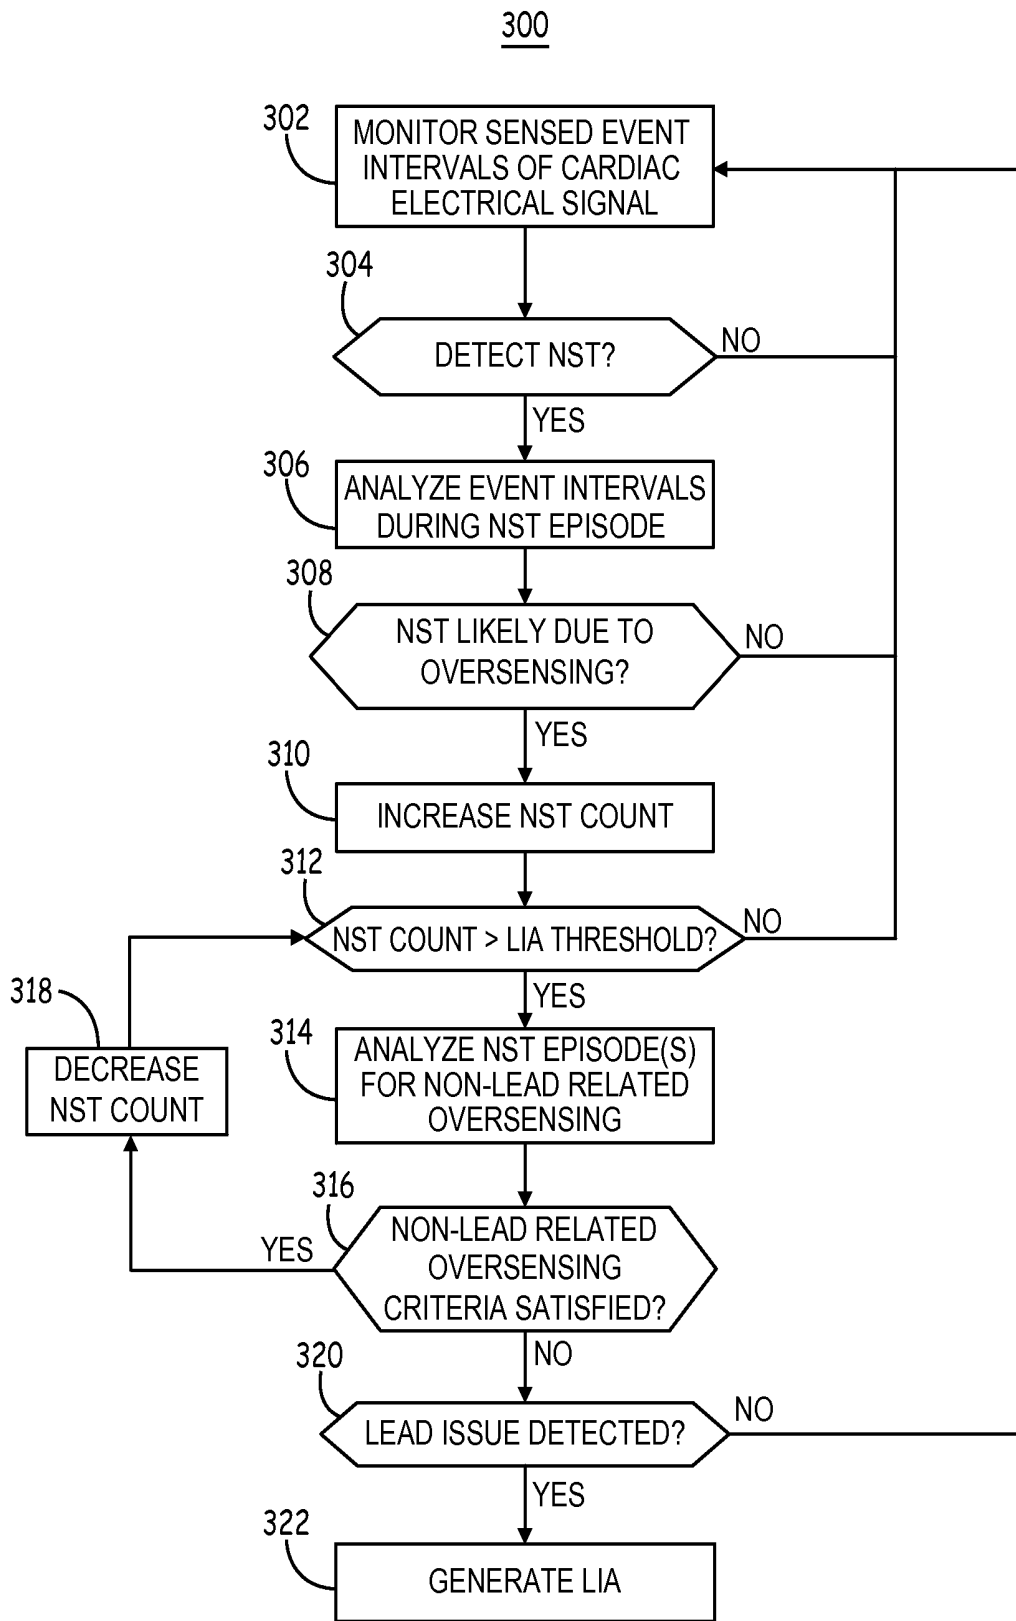 300
302
MONITOR SENSED EVENT
INTERVALS OF CARDIAC
ELECTRICAL SIGNAL
304
DETECT NST?
NO
YES
306
ANALYZE EVENT INTERVALS
DURING NST EPISODE
308
NST LIKELY DUE TO
OVERSENSING?
NO
YES
310
INCREASE NST COUNT
312
NST COUNT > LIA THRESHOLD?
NO
YES
318
DECREASE
NST COUNT
314
ANALYZE NST EPISODE(S)
FOR NON-LEAD RELATED
OVERSENSING
316
NON-LEAD RELATED
OVERSENSING
CRITERIA SATISFIED?
YES
NO
320
LEAD ISSUE DETECTED?
NO
YES
322
GENERATE LIA